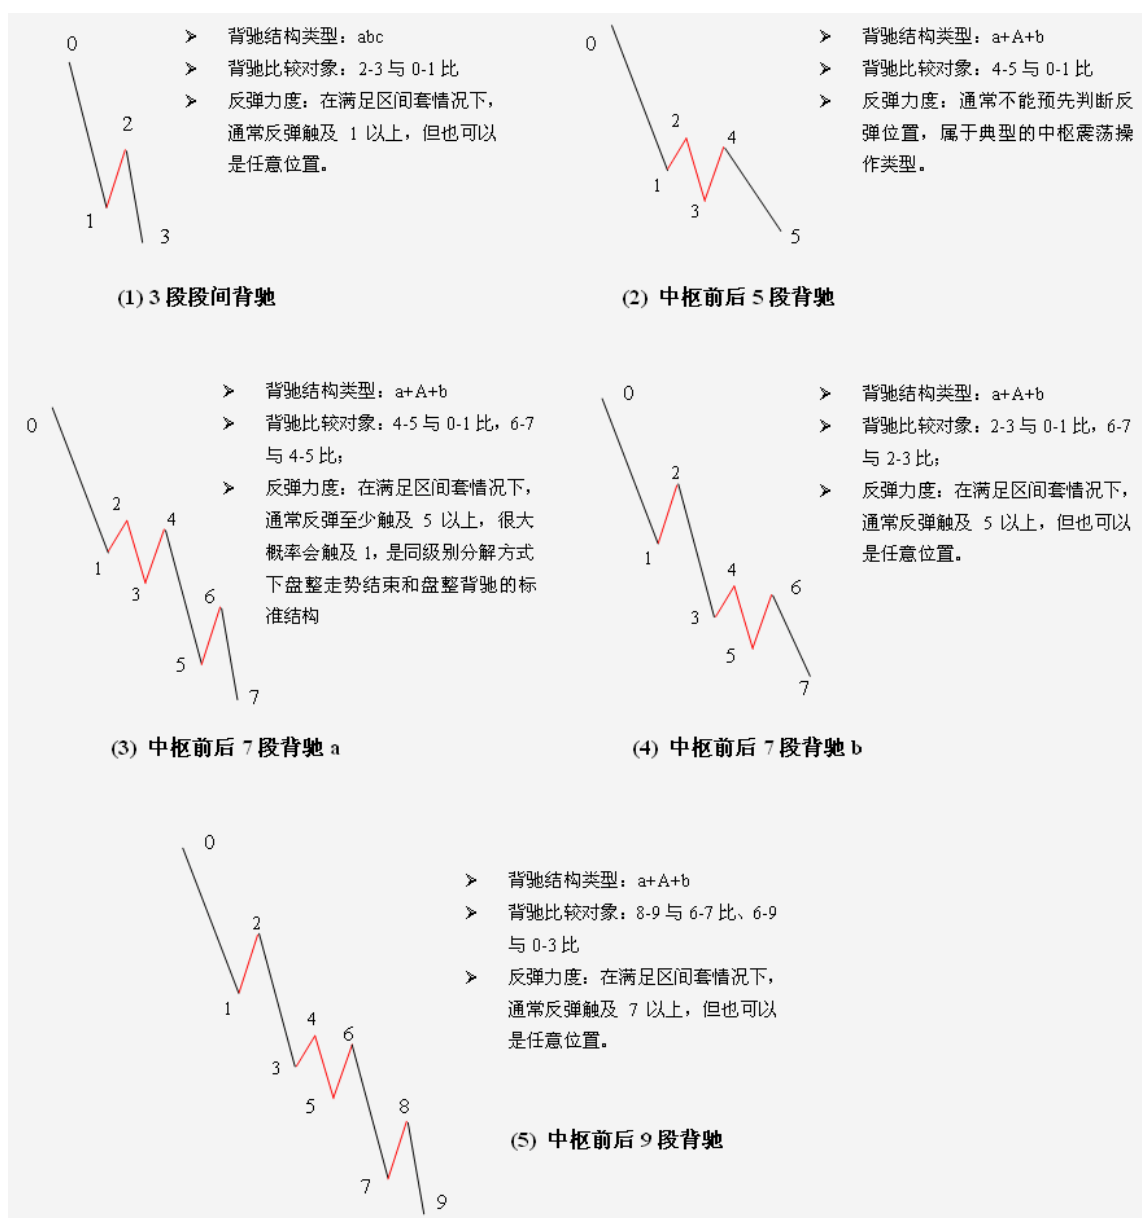 0
1
2
3
➢ 背驰结构类型：abc
➢ 背驰比较对象：2-3 与 0-1 比
➢ 反弹力度：在满足区间套情况下，
通常反弹触及 1 以上，但也可以
是任意位置。
(1) 3 段段间背驰
0
1
2
3
4
5
➢ 背驰结构类型：a+A+b
➢ 背驰比较对象：4-5 与 0-1 比
➢ 反弹力度：通常不能预先判断反
弹位置，属于典型的中枢震荡操
作类型。
(2) 中枢前后 5 段背驰
0
1
2
3
4
5
6
7
➢ 背驰结构类型：a+A+b
➢ 背驰比较对象：4-5 与 0-1 比，6-7
与 4-5 比；
➢ 反弹力度：在满足区间套情况下，
通常反弹至少触及 5 以上，很大
概率会触及 1，是同级别分解方式
下盘整走势结束和盘整背驰的标
准结构
(3) 中枢前后 7 段背驰 a
0
1
2
3
4
5
6
7
➢ 背驰结构类型：a+A+b
➢ 背驰比较对象：2-3 与 0-1 比，6-7
与 2-3 比；
➢ 反弹力度：在满足区间套情况下，
通常反弹触及 5 以上，但也可以
是任意位置。
(4) 中枢前后 7 段背驰 b
0
1
2
3
4
5
6
7
8
9
➢ 背驰结构类型：a+A+b
➢ 背驰比较对象：8-9 与 6-7 比、6-9
与 0-3 比
➢ 反弹力度：在满足区间套情况下，
通常反弹触及 7 以上，但也可以
是任意位置。
(5) 中枢前后 9 段背驰